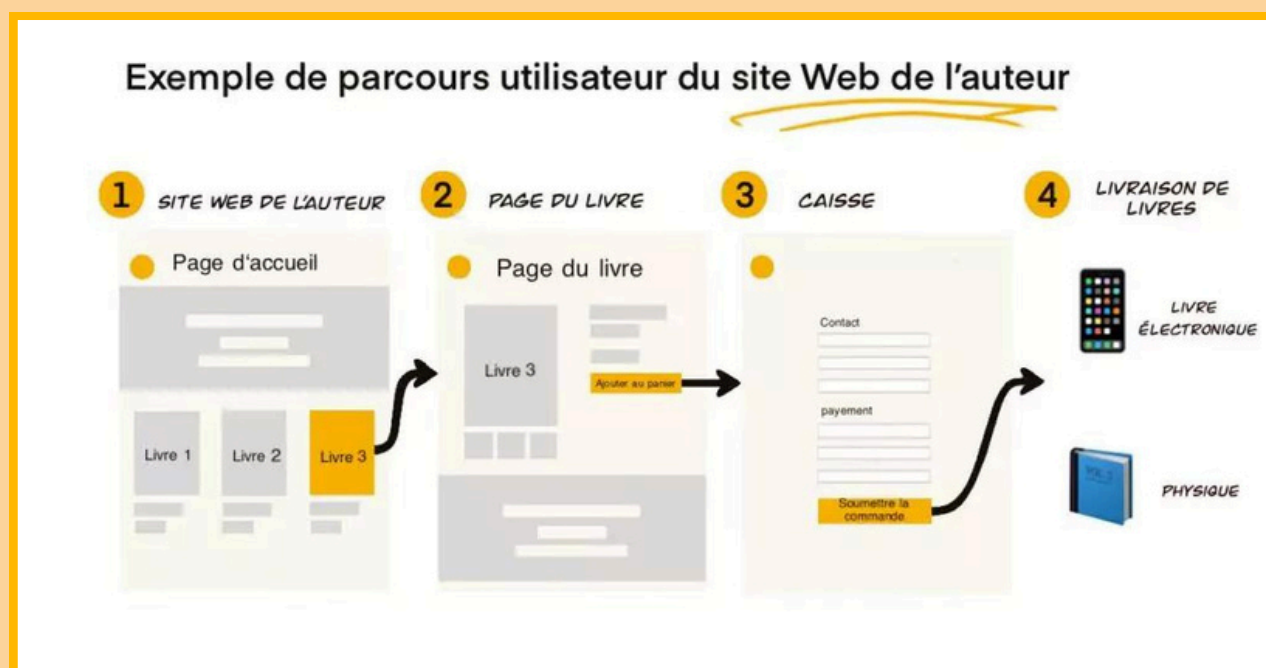 Exemple de parcours utilisateur du site Web de l'auteur
1 SITE WEB DE L'AUTEUR
2 PAGE DU LIVRE
3 CAISSE
4 LIVRAISON DE
LIVRES
Page d'accueil
Livre 1
Livre 2
Livre 3
Page du livre
Livre 3
Ajouter au panier
Contact
payement
Soumettre la
commande
LIVRE
ÉLECTRONIQUE
PHYSIQUE